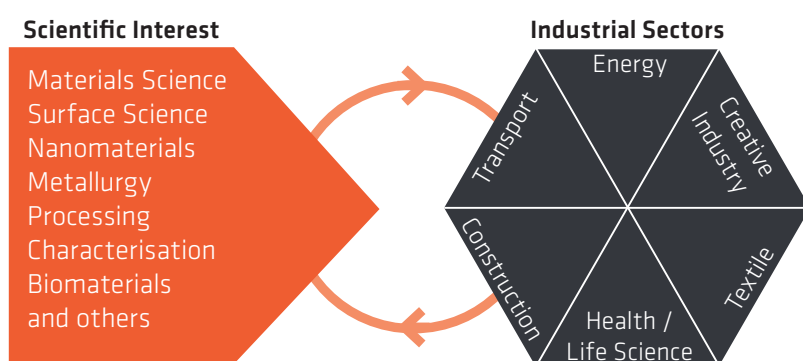 Scientific Interest
Materials Science
Surface Science
Nanomaterials
Metallurgy
Processing
Characterisation
Biomaterials
and others
Industrial Sectors
Energy
Creative
Industry
Textile
Health /
Life Science
Construction
Transport